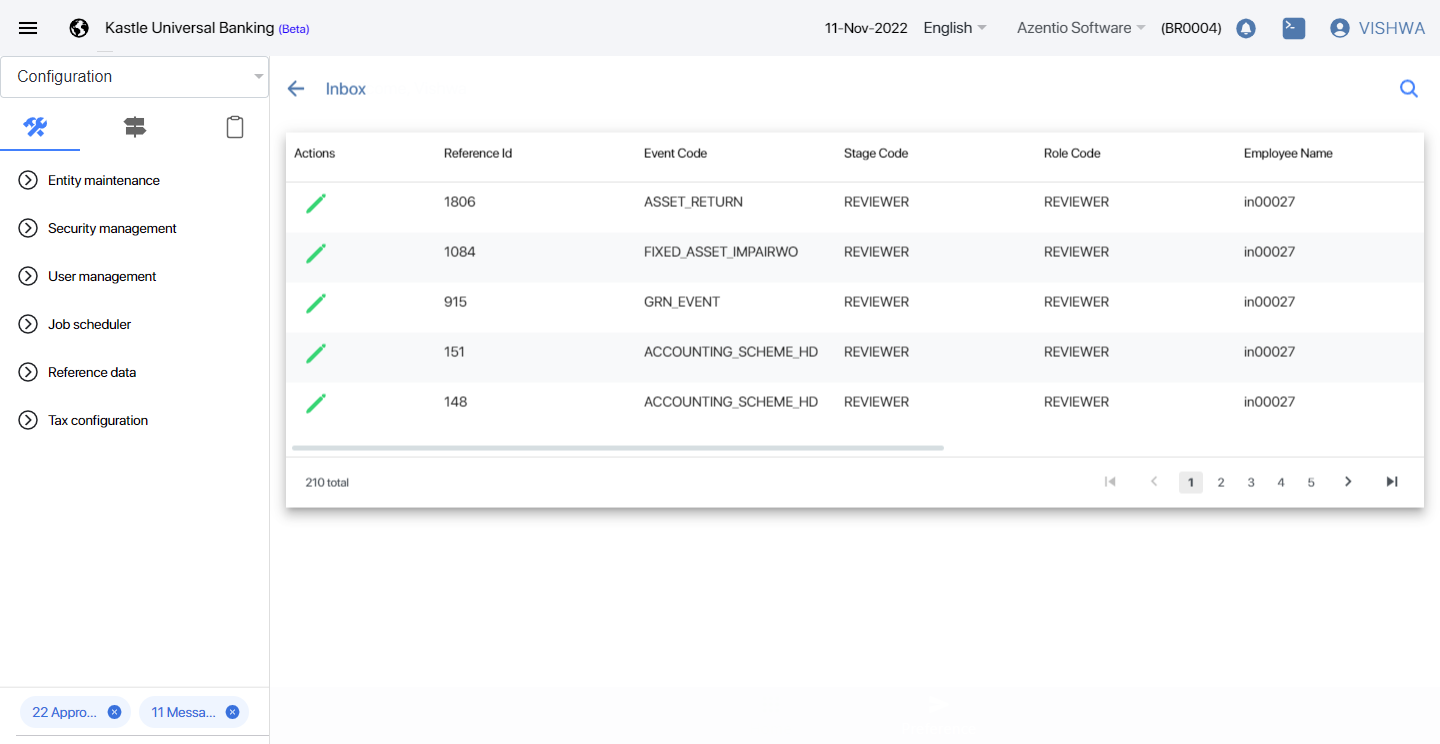 Kastle Universal Banking (Beta) 11-Nov-2022 English Azentio Software (BR0004) VISHWA
Configuration
Inbox
Entity maintenance
Security management
User management
Job scheduler
Reference data
Tax configuration
Actions Reference Id Event Code Stage Code Role Code Employee Name
1806 ASSET_RETURN REVIEWER REVIEWER in00027
1084 FIXED_ASSET_IMPAIRWO REVIEWER REVIEWER in00027
915 GRN_EVENT REVIEWER REVIEWER in00027
151 ACCOUNTING_SCHEME_HD REVIEWER REVIEWER in00027
148 ACCOUNTING_SCHEME_HD REVIEWER REVIEWER in00027
210 total 1 2 3 4 5
22 Appro... 11 Messa...